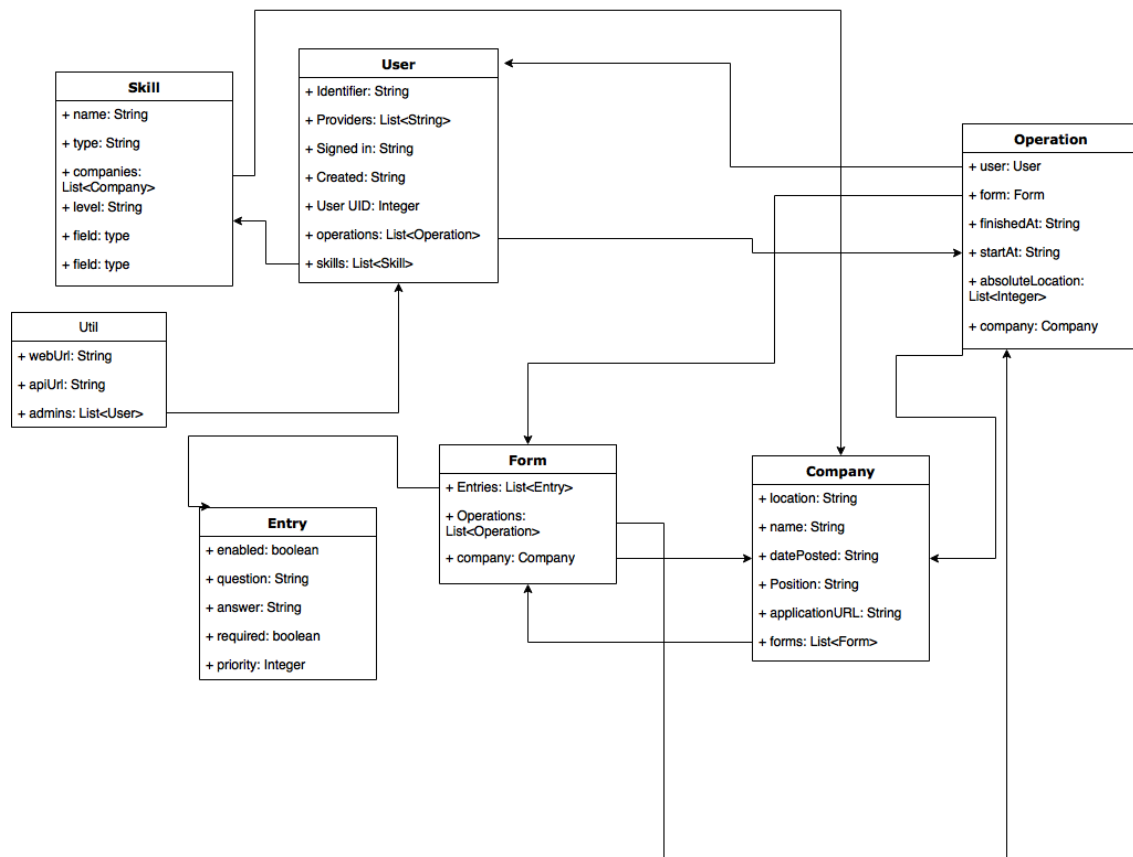 Skill
+ name: String
+ type: String
+ companies:
List<Company>
+ level: String
+ field: type
+ field: type
User
+ Identifier: String
+ Providers: List<String>
+ Signed in: String
+ Created: String
+ User UID: Integer
+ operations: List<Operation>
+ skills: List<Skill>
Operation
+ user: User
+ form: Form
+ finishedAt: String
+ startAt: String
+ absoluteLocation:
List<Integer>
+ company: Company
Util
+ webUrl: String
+ apiUrl: String
+ admins: List<User>
Form
+ Entries: List<Entry>
+ Operations:
List<Operation>
+ company: Company
Company
+ location: String
+ name: String
+ datePosted: String
+ Position: String
+ applicationURL: String
+ forms: List<Form>
Entry
+ enabled: boolean
+ question: String
+ answer: String
+ required: boolean
+ priority: Integer